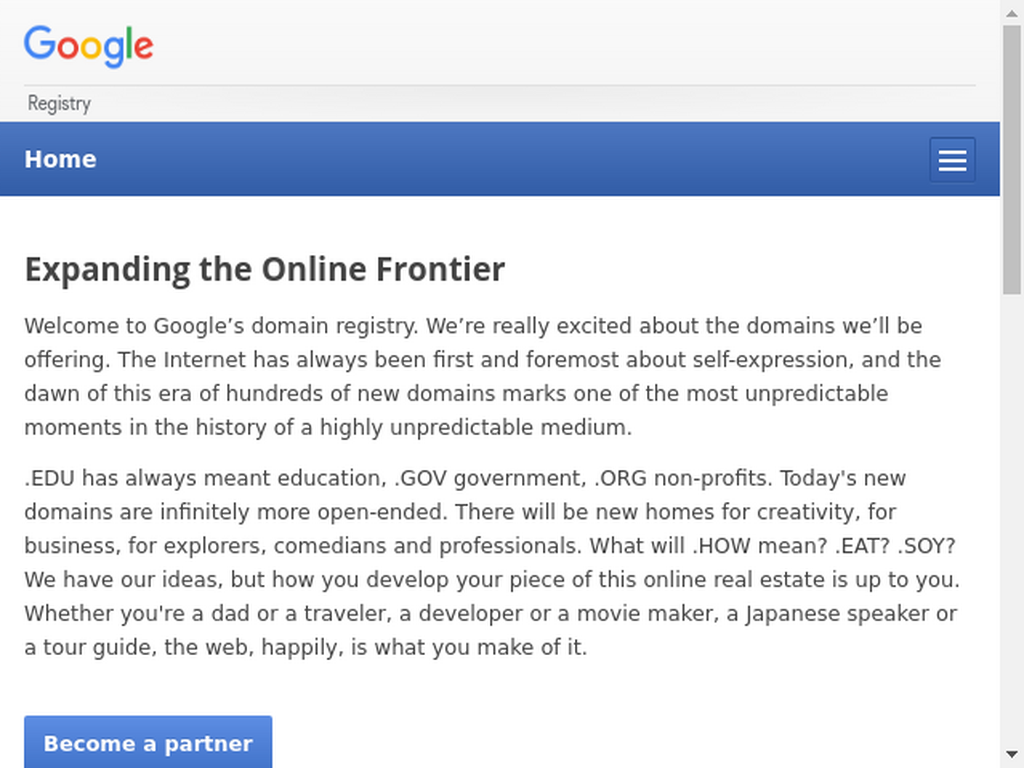 Google
Registry
Home
Expanding the Online Frontier
Welcome to Google’s domain registry. We’re really excited about the domains we’ll be
offering. The Internet has always been first and foremost about self-expression, and the
dawn of this era of hundreds of new domains marks one of the most unpredictable
moments in the history of a highly unpredictable medium.
.EDU has always meant education, .GOV government, .ORG non-profits. Today's new
domains are infinitely more open-ended. There will be new homes for creativity, for
business, for explorers, comedians and professionals. What will .HOW mean? .EAT? .SOY?
We have our ideas, but how you develop your piece of this online real estate is up to you.
Whether you're a dad or a traveler, a developer or a movie maker, a Japanese speaker or
a tour guide, the web, happily, is what you make of it.
Become a partner